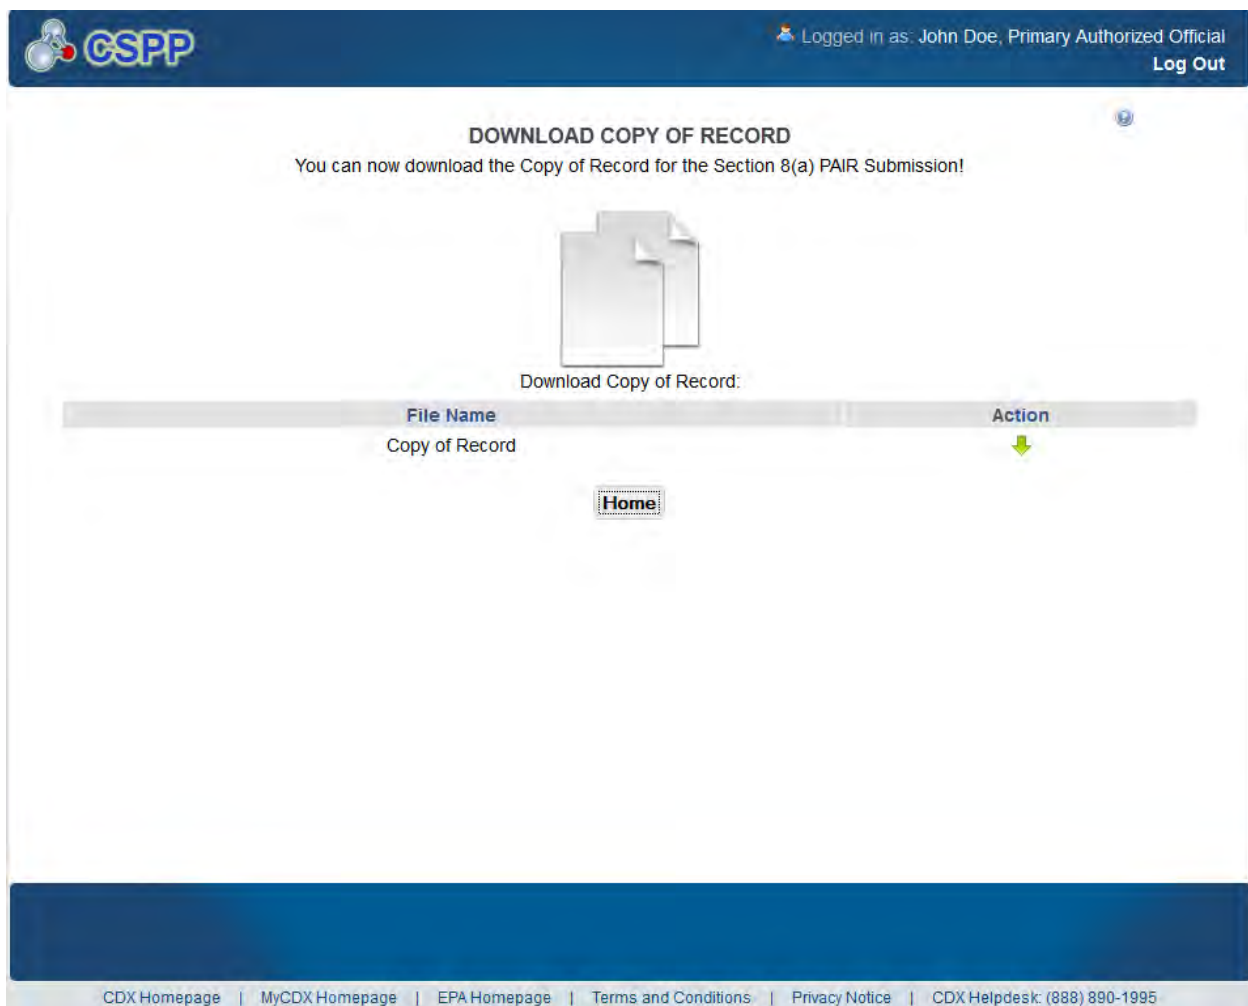 CSPP
Logged in as: John Doe, Primary Authorized Official
Log Out
DOWNLOAD COPY OF RECORD
You can now download the Copy of Record for the Section 8(a) PAIR Submission!
Download Copy of Record:
File Name Action
Copy of Record
Home
CDX Homepage | MyCDX Homepage | EPA Homepage | Terms and Conditions | Privacy Notice | CDX Helpdesk: (888) 890-1995